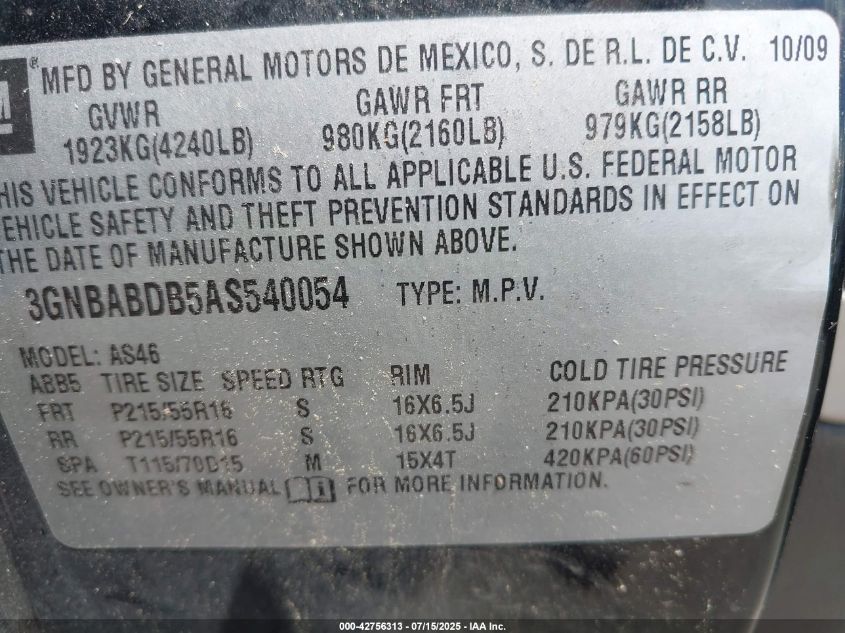 ® MFD BY GENERAL MOTORS DE MEXICO, S. DE R.L. DE C.V. 10/09
GVWR GAWR FRT GAWR RR
1923KG(4240LB) 980KG(2160LB) 979KG(2158LB)
HIS VEHICLE CONFORMS TO ALL APPLICABLE U.S. FEDERAL MOTOR
EHICLE SAFETY AND THEFT PREVENTION STANDARDS IN EFFECT ON
THE DATE OF MANUFACTURE SHOWN ABOVE.
3GNBABDB5AS540054 TYPE: M.P.V.
MODEL: AS46
ABB5 TIRE SIZE SPEED RTG RIM COLD TIRE PRESSURE
FRT P215/55R16 S 16X6.5J 210KPA(30PSI)
RR P215/55R16 S 16X6.5J 210KPA(30PSI)
SPA T115/70D15 M 15X4T 420KPA(60PSI)
SEE OWNER'S MANUAL FOR MORE INFORMATION.
000-42756313 - 07/15/2025 - IAA Inc.